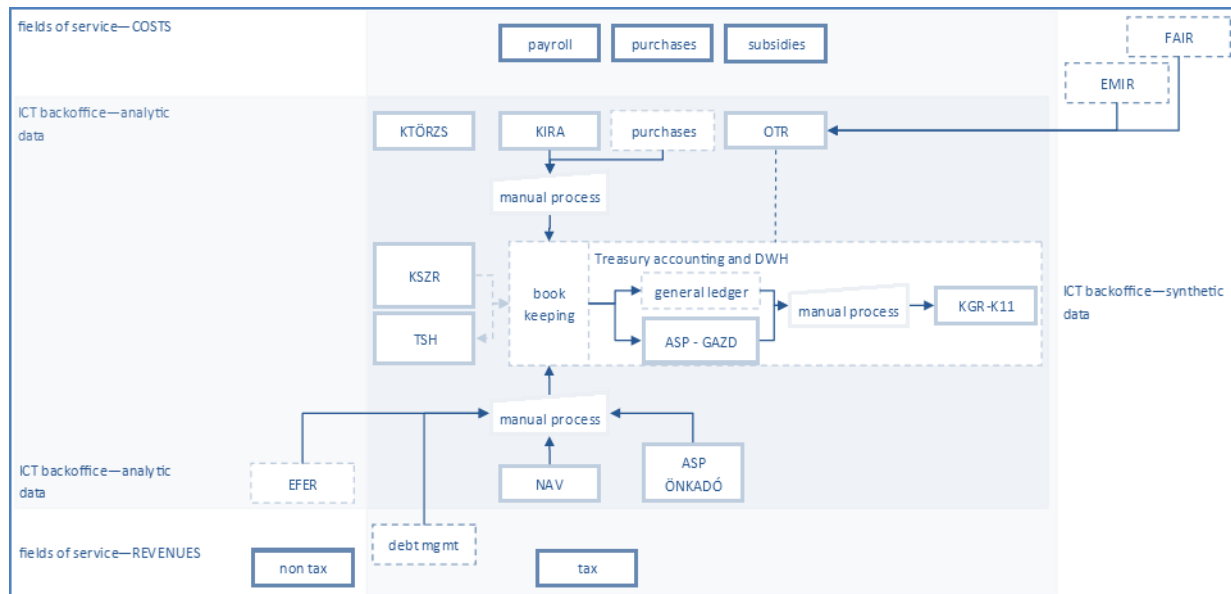 fields of service—COSTS
payroll
purchases
subsidies
FAIR
EMIR
ICT backoffice—analytic
data
KTÖRZS
KIRA
purchases
OTR
manual process
KSZR
TSH
book
keeping
Treasury accounting and DWH
general ledger
ASP - GAZD
manual process
KGR-K11
ICT backoffice—synthetic
data
manual process
ICT backoffice—analytic
data
EFER
NAV
ASP
ÖNKADÓ
debt mgmt
fields of service—REVENUES
non tax
tax